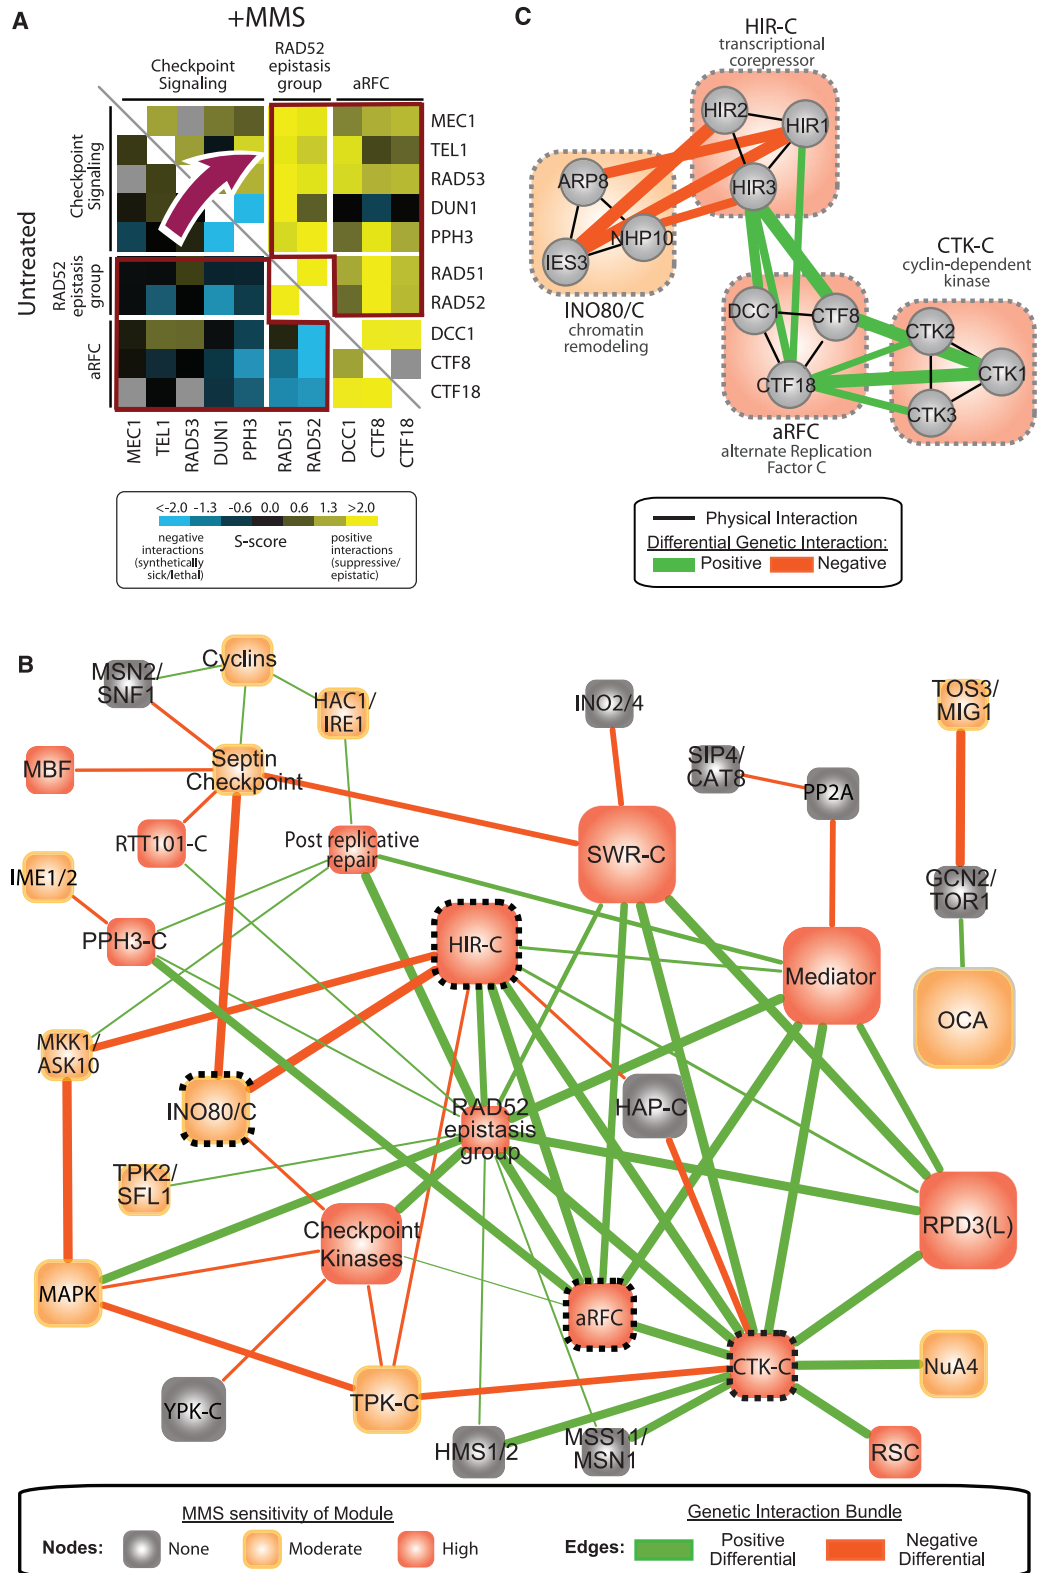 A
+MMS
Checkpoint
Signaling
RAD52
epistasis
group
aRFC
Untreated
Checkpoint
Signaling
RAD52
epistasis
group
aRFC
MEC1
TEL1
RAD53
DUN1
PPH3
RAD51
RAD52
DCC1
CTF8
CTF18
MEC1
TEL1
RAD53
DUN1
PPH3
RAD51
RAD52
DCC1
CTF8
CTF18
<-2.0 -1.3 -0.6 0.0 0.6 1.3 >2.0
negative
interactions
(synthetically
sick/lethal)
S-score
positive
interactions
(suppressive/
epistatic)
C
HIR-C
transcriptional
corepressor
HIR2
HIR1
HIR3
ARP8
NHP10
IES3
INO80/C
chromatin
remodeling
CTK-C
cyclin-dependent
kinase
DCC1
CTF8
CTF18
CTK2
CTK1
CTK3
aRFC
alternate Replication
Factor C
Physical Interaction
Differential Genetic Interaction:
Positive Negative
B
MSN2/
SNF1
Cyclins
HAC1/
IRE1
MBF
Septin
Checkpoint
RTT101-C
Post replicative
repair
IME1/2
PPH3-C
HIR-C
INO2/4
SIP4/
CAT8
PP2A
TOS3/
MIG1
SWR-C
GCN2/
TOR1
Mediator
OCA
MKK1/
ASK10
INO80/C
RAD52
epistasis
group
HAP-C
TPK2/
SFL1
Checkpoint
Kinases
RPD3(L)
MAPK
aRFC
CTK-C
NuA4
YPK-C
TPK-C
HMS1/2
MSS11/
MSN1
RSC
MMS sensitivity of Module
Nodes: None Moderate High
Genetic Interaction Bundle
Edges: Positive
Differential
Negative
Differential